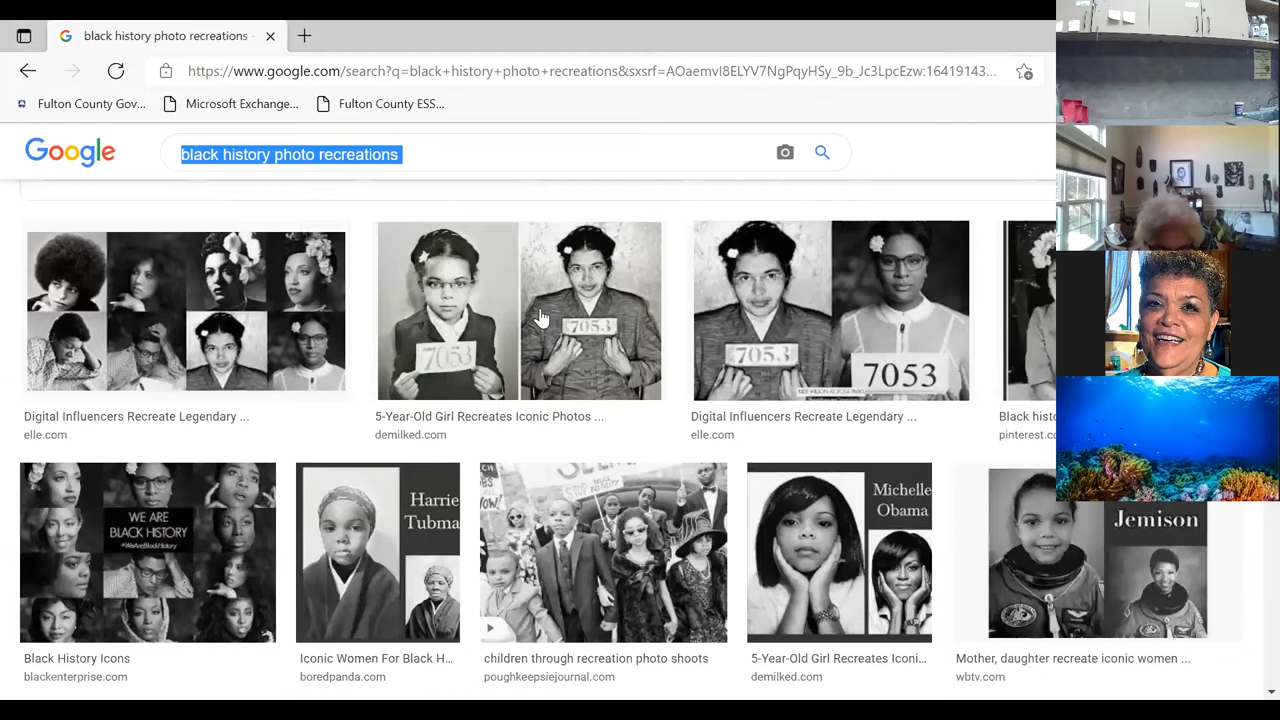 black history photo recreations -
https://www.google.com/search?q=black+history+photo+recreations&sxsrf=AOaemvI8ELYV7NgPqyHSy_9b_Jc3LpcEzw:16419143...
Fulton County Gov...
Microsoft Exchange...
Fulton County ESS...
Google
black history photo recreations
7053
7053
7053
7053
Digital Influencers Recreate Legendary ...
elle.com
5-Year-Old Girl Recreates Iconic Photos ...
demilked.com
Digital Influencers Recreate Legendary ...
elle.com
Black histo
pinterest.co
WE ARE
BLACK HISTORY
#WeAreBlackHistory
Harrie
Tubma
NOW!
Michelle
Obama
Jemison
Black History Icons
blackenterprise.com
Iconic Women For Black H...
boredpanda.com
children through recreation photo shoots
poughkeepsiejournal.com
5-Year-Old Girl Recreates Iconi...
demilked.com
Mother, daughter recreate iconic women ...
wbtv.com